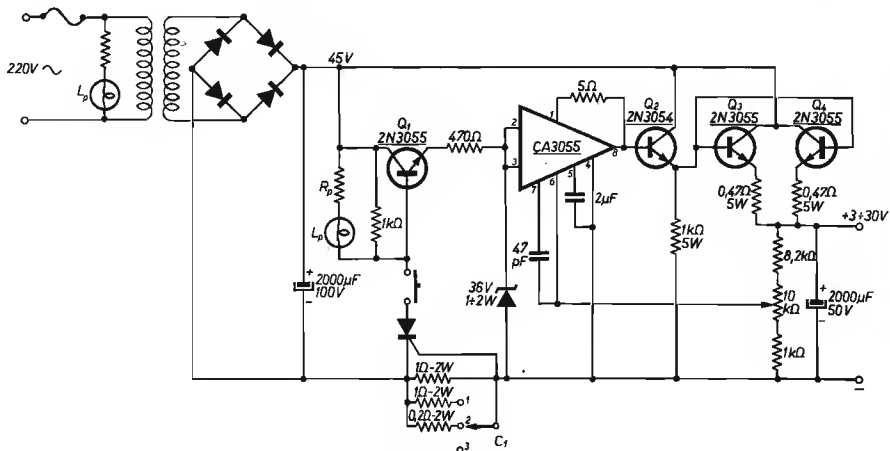 220V ~
Lp
45V
Q1
2N3055
470Ω
Rp
Lp
1kΩ
+
2000µF
100V
-
5Ω
1
2
3
CA3055
8
7
6
5
4
2µF
47
pF
36V
1÷2W
Q2
2N3054
Q3
2N3055
Q4
2N3055
0,47Ω
5W
0,47Ω
5W
1kΩ
5W
+3÷30V
8,2kΩ
10
kΩ
1kΩ
+
2000µF
50V
-
-
1Ω-2W
1Ω-2W
1
0,2Ω-2W
2
3
C1